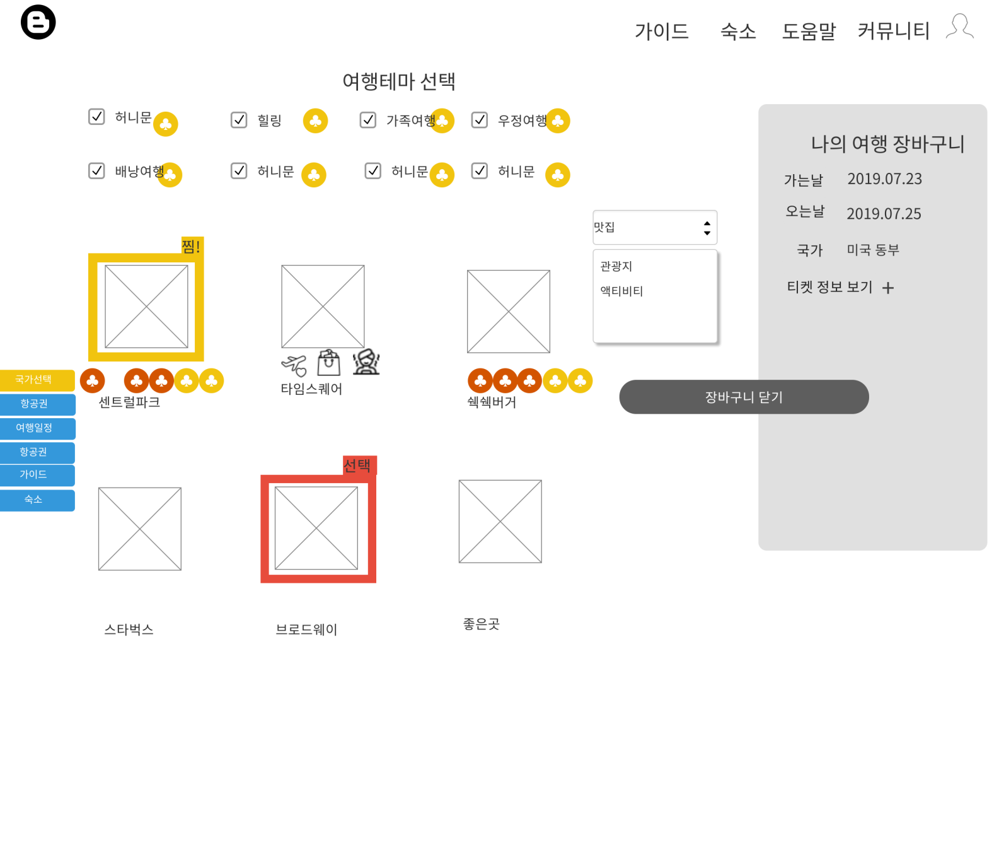 가이드 숙소 도움말 커뮤니티
여행테마 선택
허니문 힐링 가족여행 우정여행
배낭여행 허니문 허니문 허니문
나의 여행 장바구니
가는날 2019.07.23
오는날 2019.07.25
국가 미국 동부
티켓 정보 보기 +
맛집
관광지
액티비티
찜!
센트럴파크 타임스퀘어 쉑쉑버거
장바구니 닫기
국가선택
항공권
여행일정
항공권
가이드
숙소
선택
스타벅스 브로드웨이 좋은곳